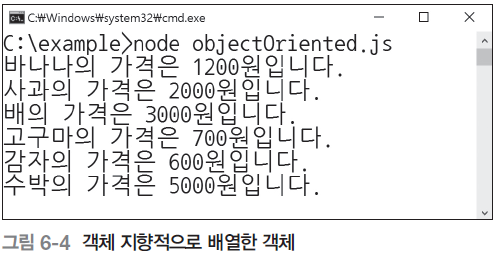 C:₩Windows₩system32₩cmd.exe
C:\example>node objectOriented.js
바나나의 가격은 1200원입니다.
사과의 가격은 2000원입니다.
배의 가격은 3000원입니다.
고구마의 가격은 700원입니다.
감자의 가격은 600원입니다.
수박의 가격은 5000원입니다.
그림 6-4 객체 지향적으로 배열한 객체